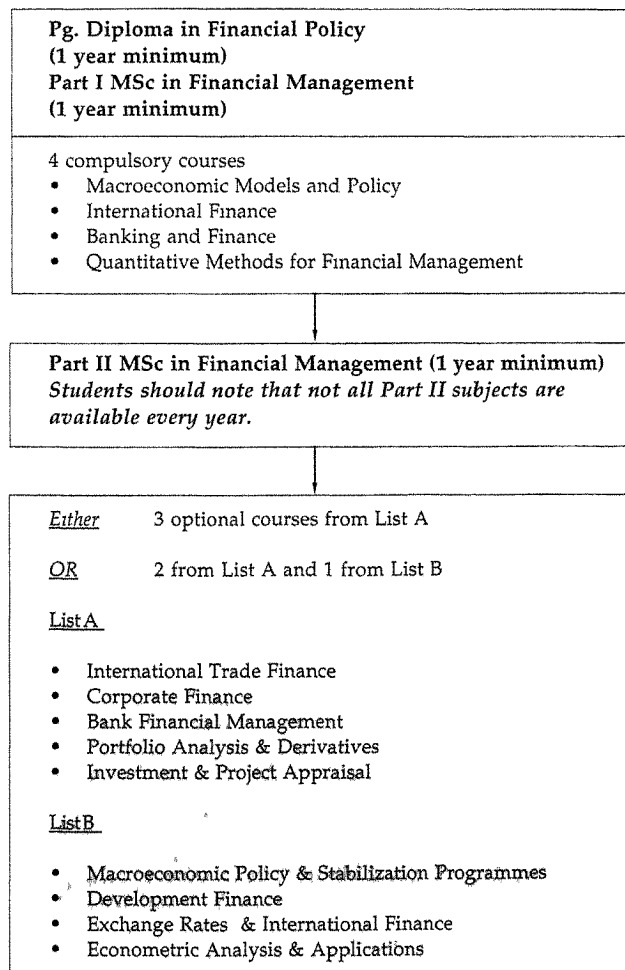 Pg. Diploma in Financial Policy
(1 year minimum)
Part I MSc in Financial Management
(1 year minimum)
4 compulsory courses
• Macroeconomic Models and Policy
• International Finance
• Banking and Finance
• Quantitative Methods for Financial Management
Part II MSc in Financial Management (1 year minimum)
Students should note that not all Part II subjects are
available every year.
Either 3 optional courses from List A
OR 2 from List A and 1 from List B
List A
• International Trade Finance
• Corporate Finance
• Bank Financial Management
• Portfolio Analysis & Derivatives
• Investment & Project Appraisal
List B
• Macroeconomic Policy & Stabilization Programmes
• Development Finance
• Exchange Rates & International Finance
• Econometric Analysis & Applications